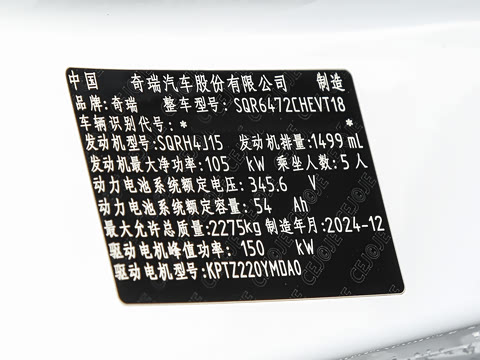 中国 奇瑞汽车股份有限公司 制造
品牌:奇瑞 整车型号:SQR6472CHEVT18
车辆识别代号:* *
发动机型号:SQRH4J15 发动机排量:1499 mL
发动机最大净功率:105 kW 乘坐人数:5 人
动力电池系统额定电压:345.6 V
动力电池系统额定容量:54 Ah
最大允许总质量:2275kg 制造年月:2024-12
驱动电机峰值功率:150 kW
驱动电机型号:KPTZ220YMDA0